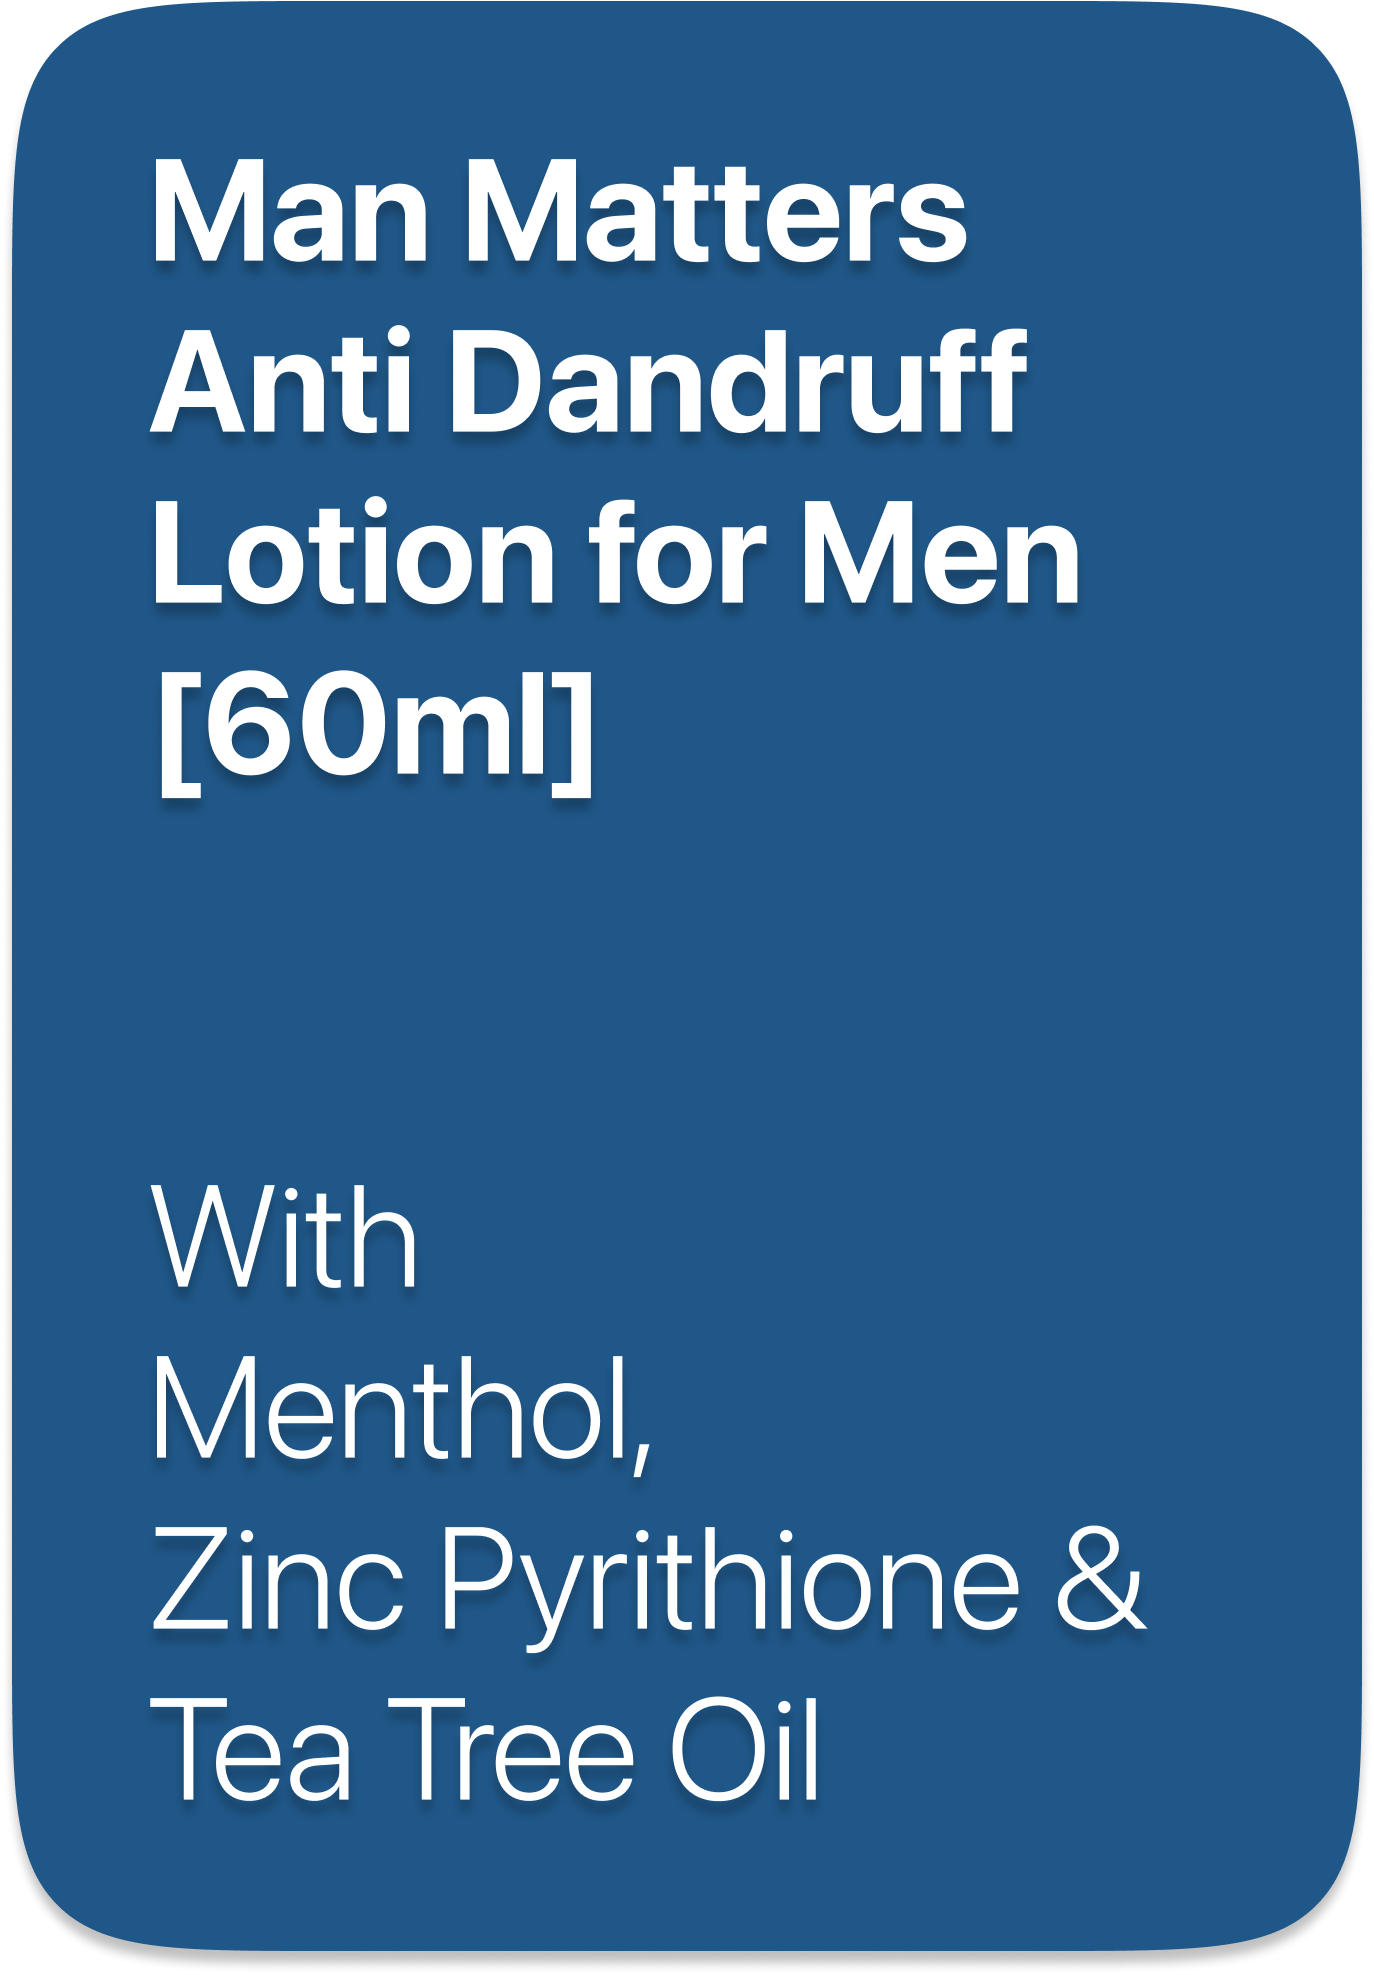 Man Matters
Anti Dandruff
Lotion for Men
[60ml]
With
Menthol,
Zinc Pyrithione &
Tea Tree Oil